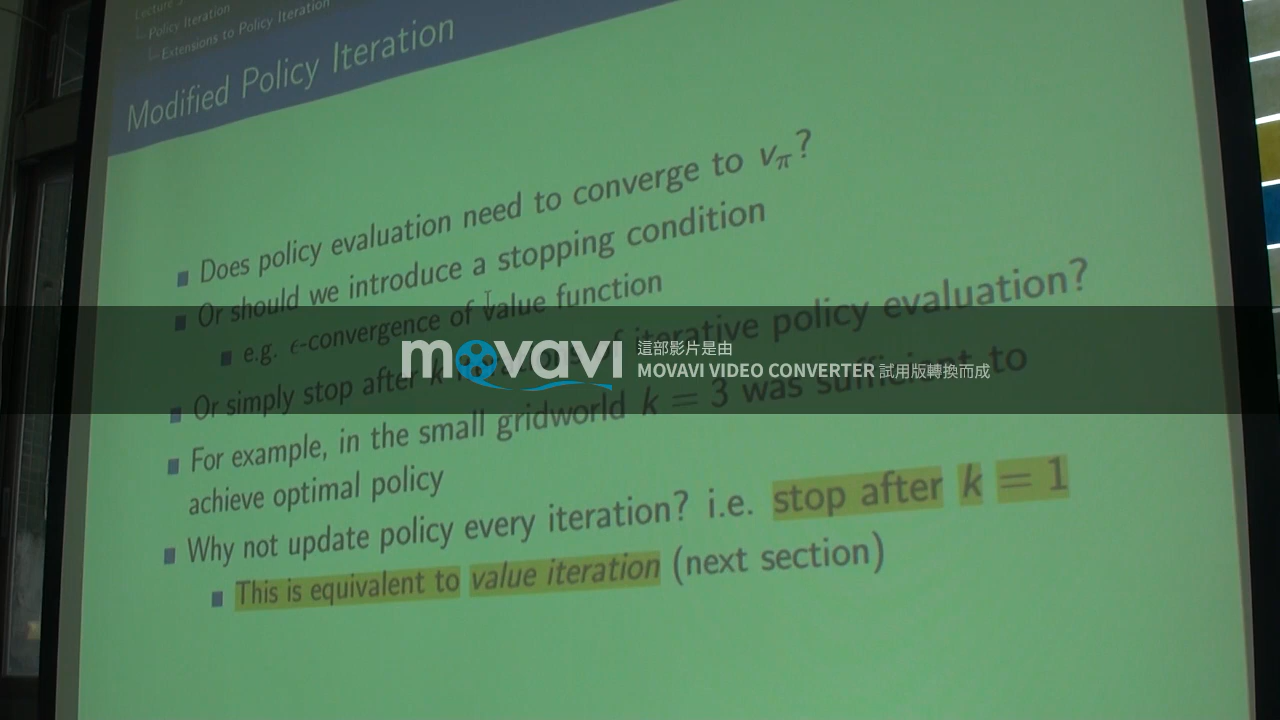 Lecture 3
Policy Iteration
Extensions to Policy Iteration
Modified Policy Iteration
Does policy evaluation need to converge to vπ?
Or should we introduce a stopping condition
e.g. ϵ-convergence of value function
Or simply stop after k iterations of iterative policy evaluation?
For example, in the small gridworld k = 3 was sufficient to
achieve optimal policy
Why not update policy every iteration? i.e. stop after k = 1
This is equivalent to value iteration (next section)
movavi
這部影片是由
MOVAVI VIDEO CONVERTER 試用版轉換而成